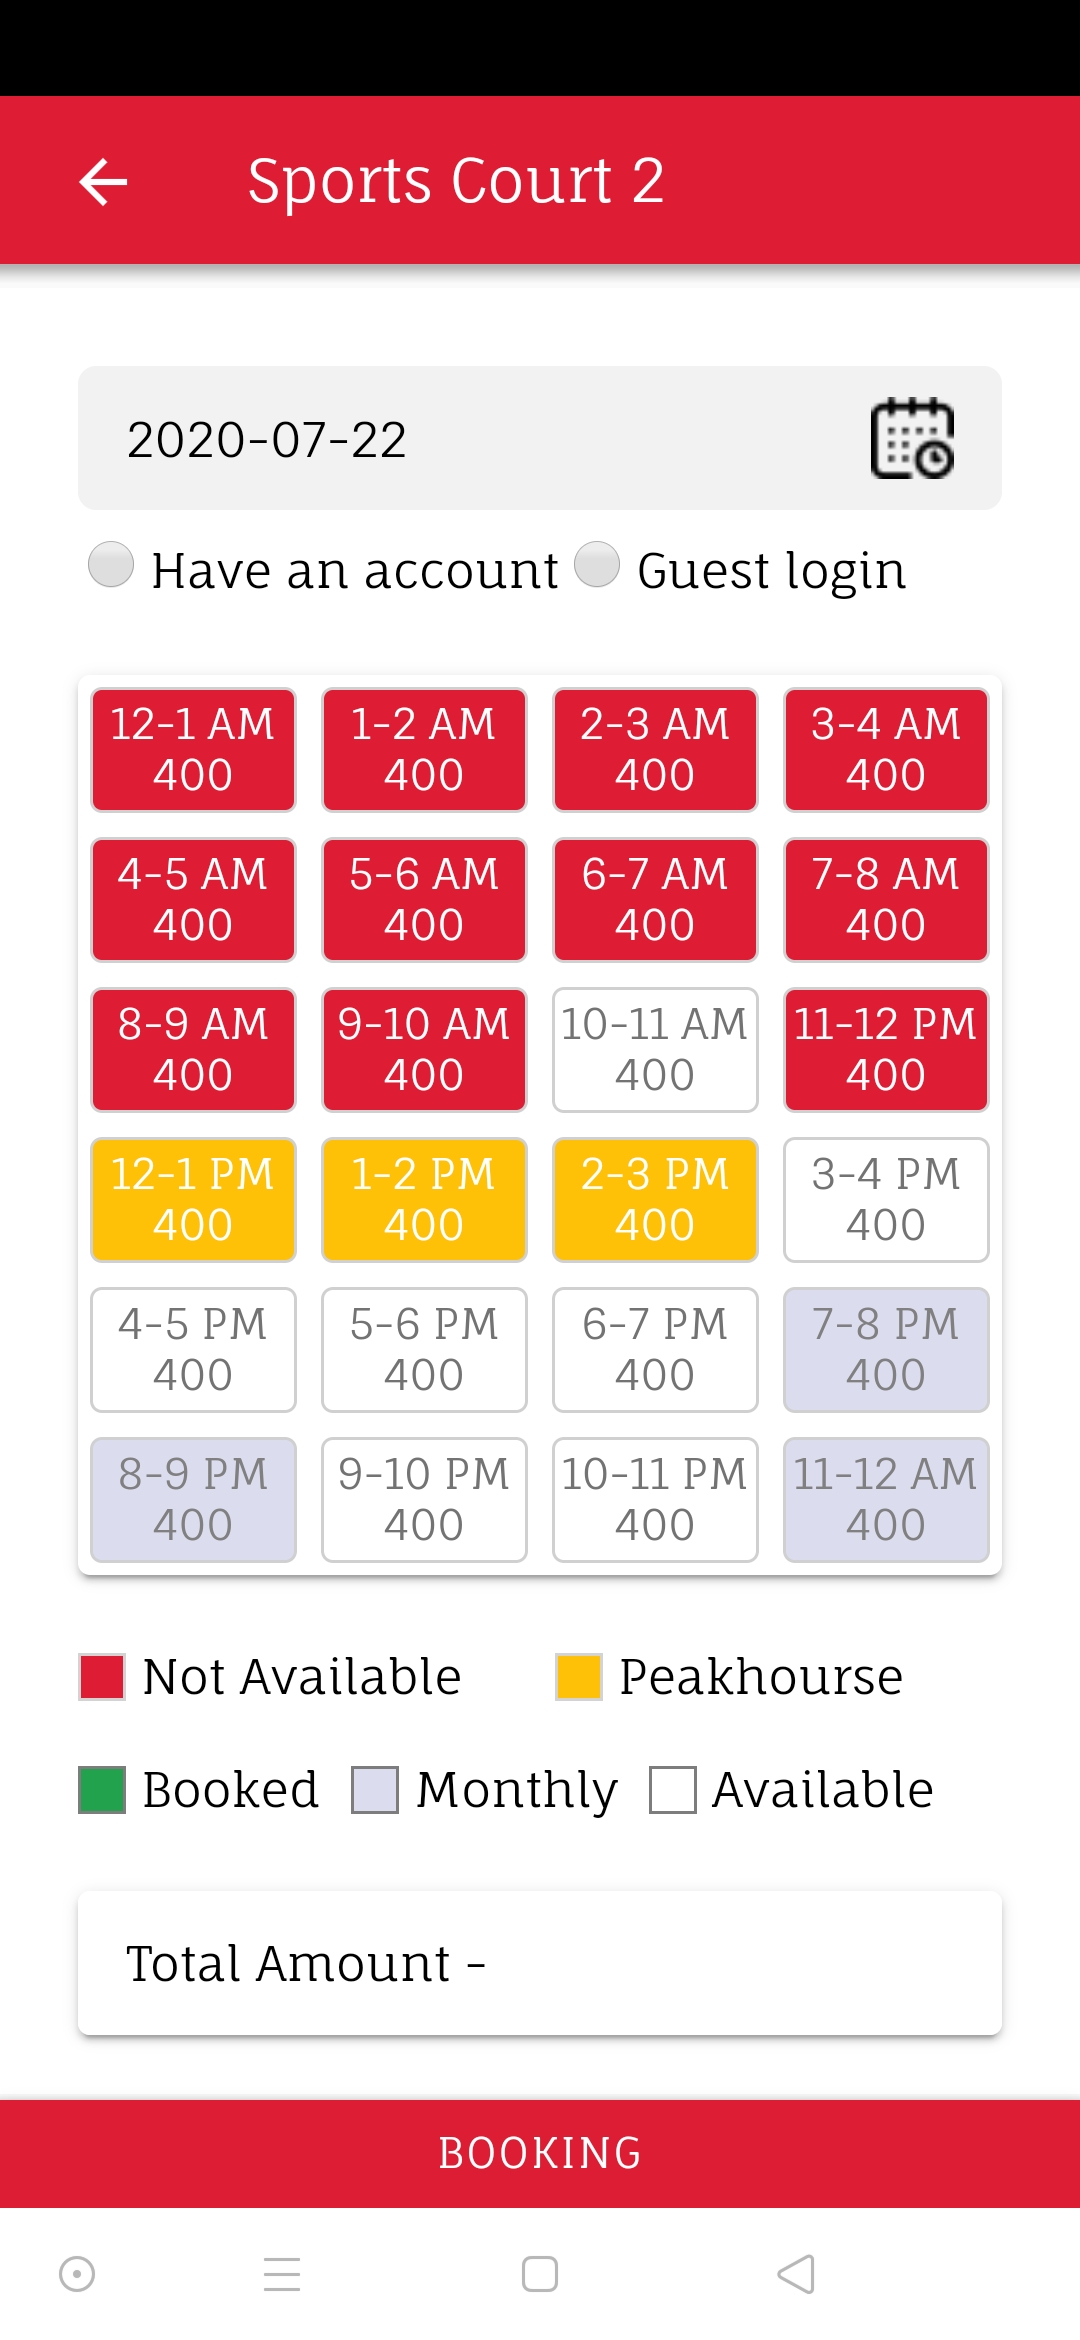 Sports Court 2
2020-07-22
Have an account Guest login
12-1 AM 1-2 AM 2-3 AM 3-4 AM
400 400 400 400
4-5 AM 5-6 AM 6-7 AM 7-8 AM
400 400 400 400
8-9 AM 9-10 AM 10-11 AM 11-12 PM
400 400 400 400
12-1 PM 1-2 PM 2-3 PM 3-4 PM
400 400 400 400
4-5 PM 5-6 PM 6-7 PM 7-8 PM
400 400 400 400
8-9 PM 9-10 PM 10-11 PM 11-12 AM
400 400 400 400
Not Available Peakhourse
Booked Monthly Available
Total Amount -
BOOKING